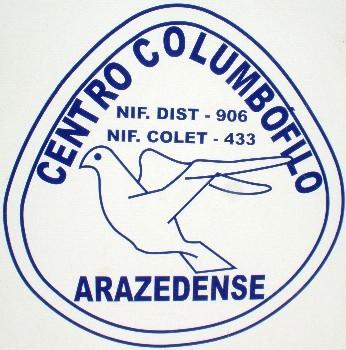 CENTRO COLUMBÓFILO
NIF. DIST - 906
NIF. COLET - 433
ARAZEDENSE